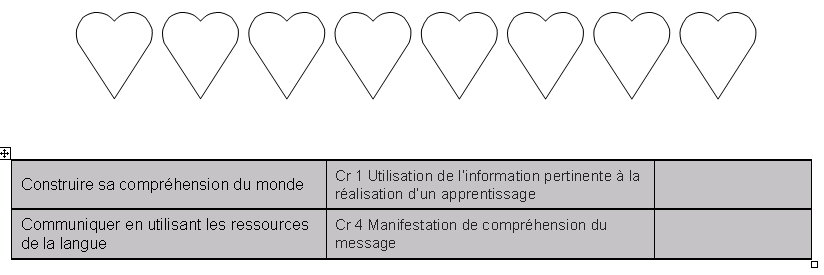 Construire sa compréhension du monde
Cr 1 Utilisation de l'information pertinente à la
réalisation d'un apprentissage
Communiquer en utilisant les ressources
de la langue
Cr 4 Manifestation de compréhension du
message